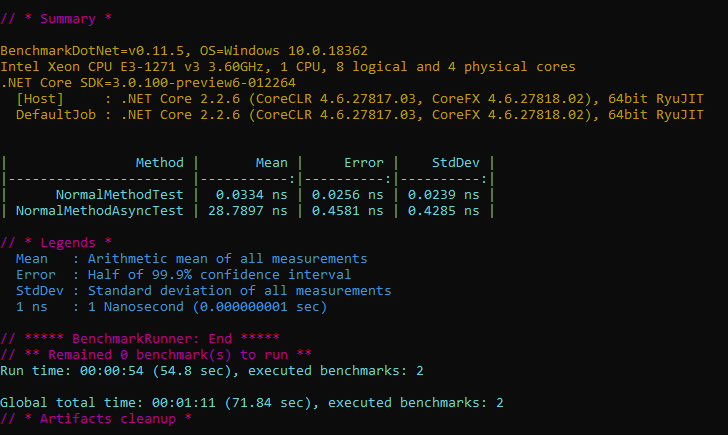 // * Summary *
BenchmarkDotNet=v0.11.5, OS=Windows 10.0.18362
Intel Xeon CPU E3-1271 v3 3.60GHz, 1 CPU, 8 logical and 4 physical cores
.NET Core SDK=3.0.100-preview6-012264
  [Host]     : .NET Core 2.2.6 (CoreCLR 4.6.27817.03, CoreFX 4.6.27818.02), 64bit RyuJIT
  DefaultJob : .NET Core 2.2.6 (CoreCLR 4.6.27817.03, CoreFX 4.6.27818.02), 64bit RyuJIT
|                Method |       Mean |     Error |    StdDev |
|---------------------- |-----------:|----------:|----------:|
|      NormalMethodTest |  0.0334 ns | 0.0256 ns | 0.0239 ns |
| NormalMethodAsyncTest | 28.7897 ns | 0.4581 ns | 0.4285 ns |
// * Legends *
  Mean   : Arithmetic mean of all measurements
  Error  : Half of 99.9% confidence interval
  StdDev : Standard deviation of all measurements
  1 ns   : 1 Nanosecond (0.000000001 sec)
// ***** BenchmarkRunner: End *****
// ** Remained 0 benchmark(s) to run **
Run time: 00:00:54 (54.8 sec), executed benchmarks: 2
Global total time: 00:01:11 (71.84 sec), executed benchmarks: 2
// * Artifacts cleanup *